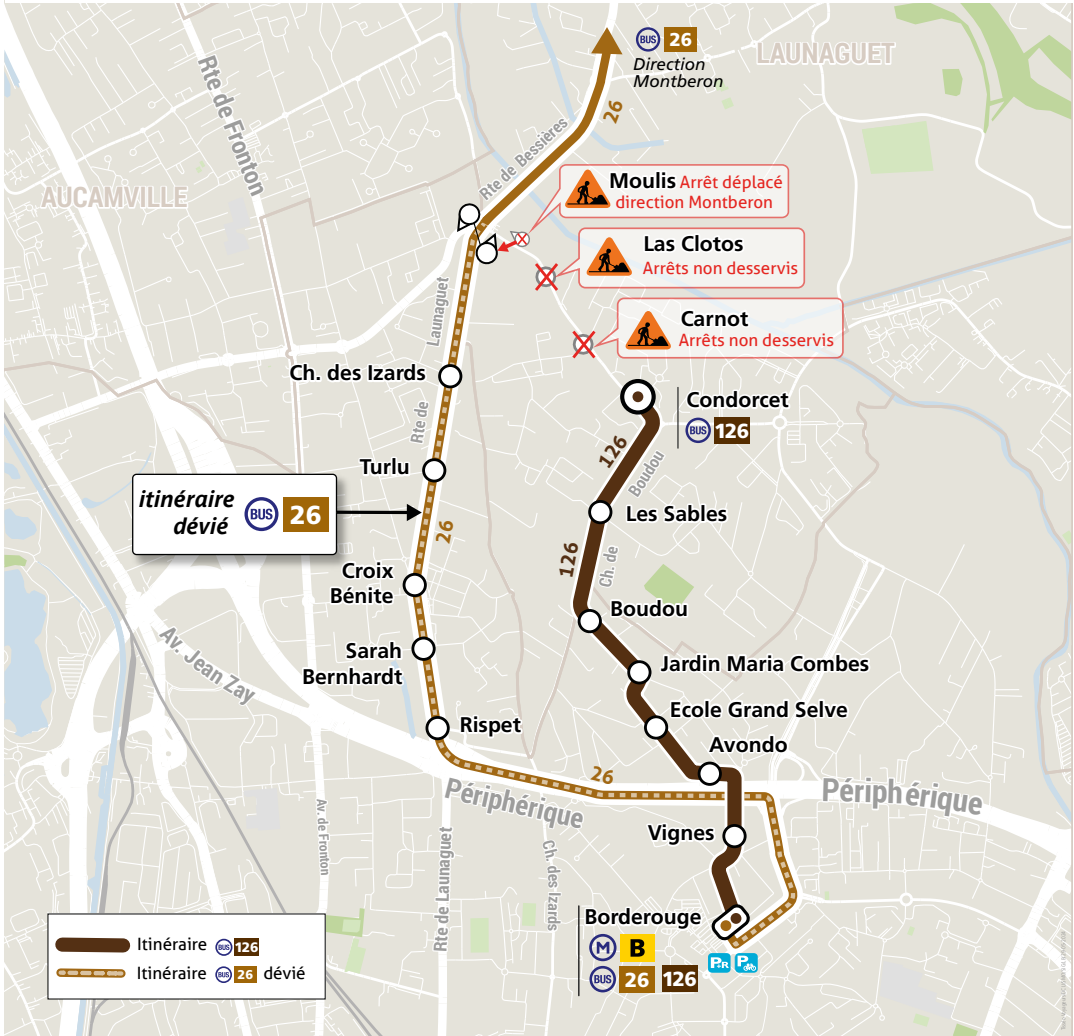 BUS 26
Direction
Montberon
LAUNAGUET
Rte de Fronton
26
Rte de Bessières
AUCAMVILLE
Moulis Arrêt déplacé
direction Montberon
Las Clotos
Arrêts non desservis
Launaguet
Carnot
Arrêts non desservis
Ch. des Izards
Condorcet
BUS 126
Rte de
126
Boudou
Turlu
itinéraire
dévié BUS 26
26
Les Sables
126
Ch. de
Croix
Bénite
Boudou
Sarah
Bernhardt
Jardin Maria Combes
Av. Jean Zay
Ecole Grand Selve
Rispet
Avondo
26
Périphérique
Périphérique
Av. de Fronton
Vignes
Rte de Launaguet
Ch. des Izards
Borderouge
M B
BUS 26 126
P+R P
Itinéraire BUS 126
Itinéraire BUS 26 dévié